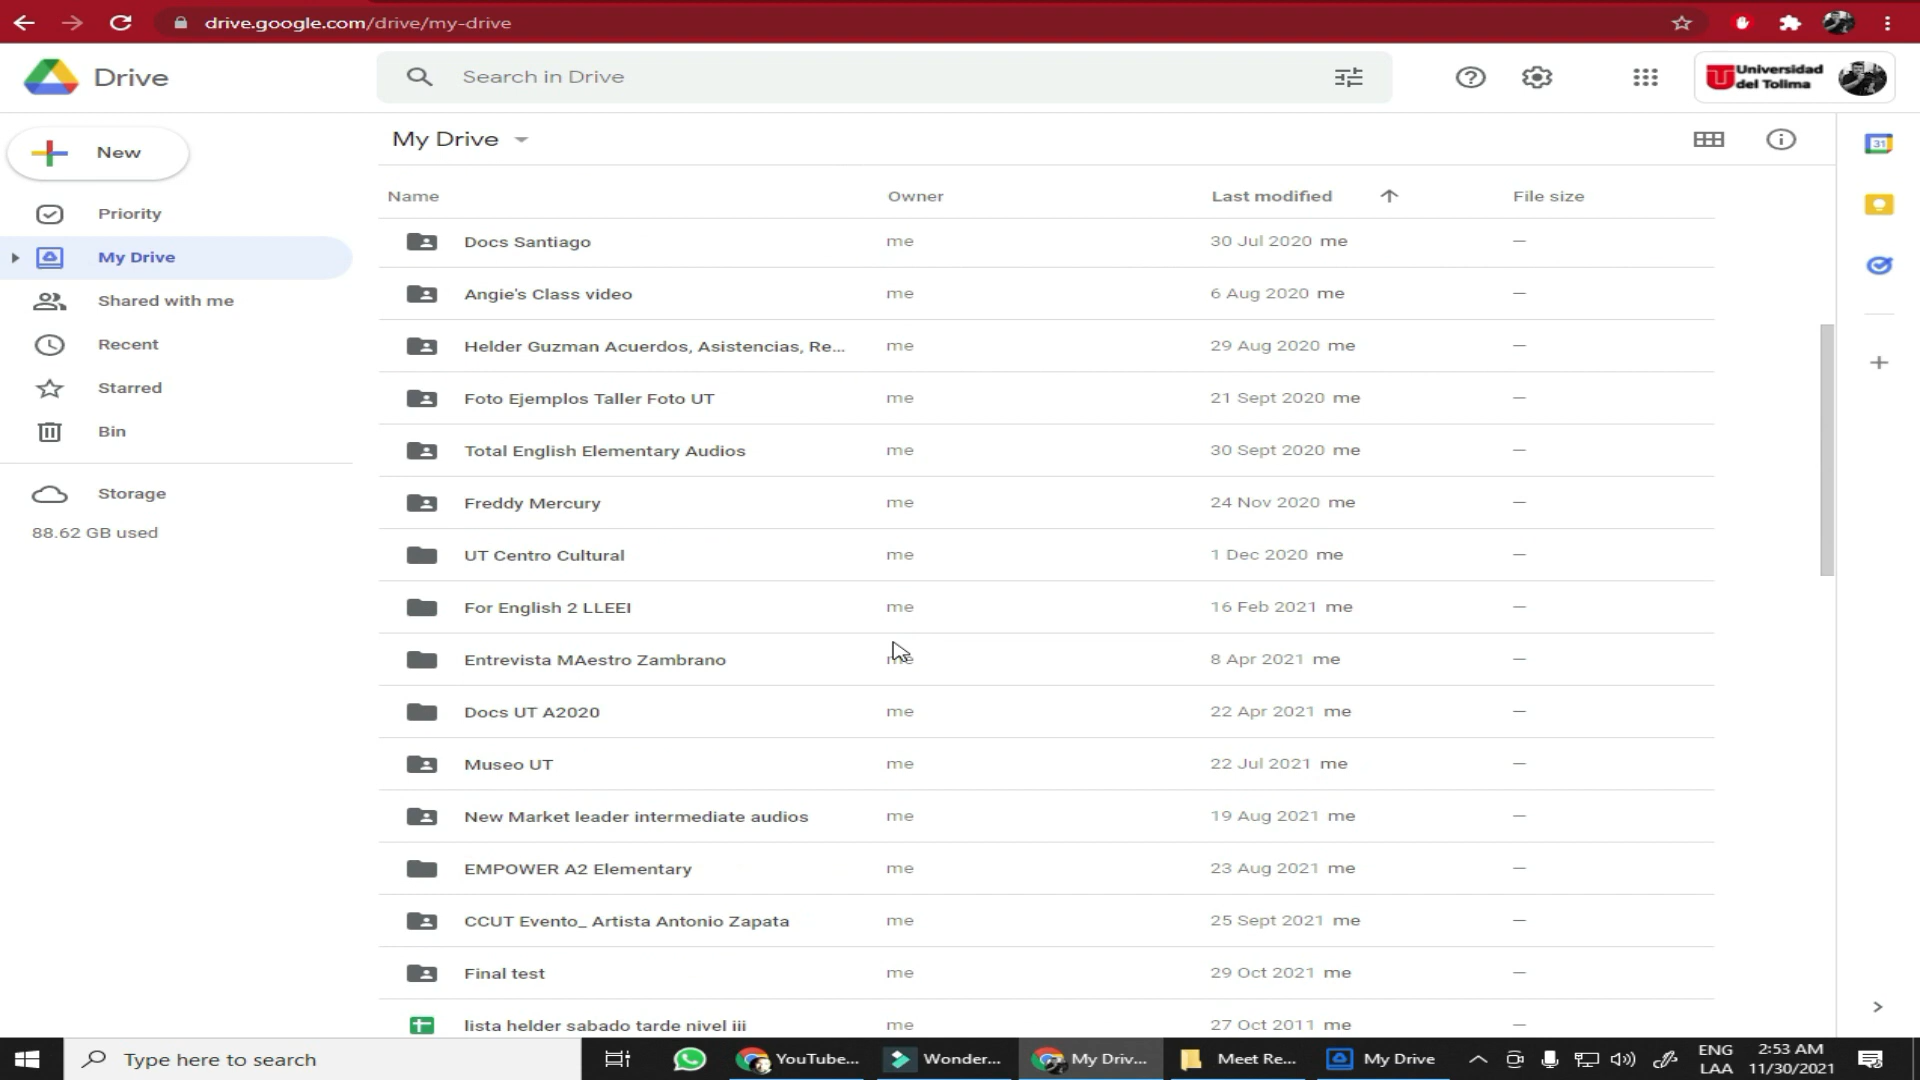 drive.google.com/drive/my-drive
Drive
Search in Drive
Universidad
del Tolima
New
My Drive
Priority
My Drive
Shared with me
Recent
Starred
Bin
Storage
88.62 GB used
Name Owner Last modified File size
Docs Santiago me 30 Jul 2020 me —
Angie's Class video me 6 Aug 2020 me —
Helder Guzman Acuerdos, Asistencias, Re... me 29 Aug 2020 me —
Foto Ejemplos Taller Foto UT me 21 Sept 2020 me —
Total English Elementary Audios me 30 Sept 2020 me —
Freddy Mercury me 24 Nov 2020 me —
UT Centro Cultural me 1 Dec 2020 me —
For English 2 LLEEI me 16 Feb 2021 me —
Entrevista MAestro Zambrano me 8 Apr 2021 me —
Docs UT A2020 me 22 Apr 2021 me —
Museo UT me 22 Jul 2021 me —
New Market leader intermediate audios me 19 Aug 2021 me —
EMPOWER A2 Elementary me 23 Aug 2021 me —
CCUT Evento_ Artista Antonio Zapata me 25 Sept 2021 me —
Final test me 29 Oct 2021 me —
lista helder sabado tarde nivel iii me 27 Oct 2011 me —
31
Type here to search
YouTube...
Wonder...
My Driv...
Meet Re...
My Drive
ENG
LAA
2:53 AM
11/30/2021